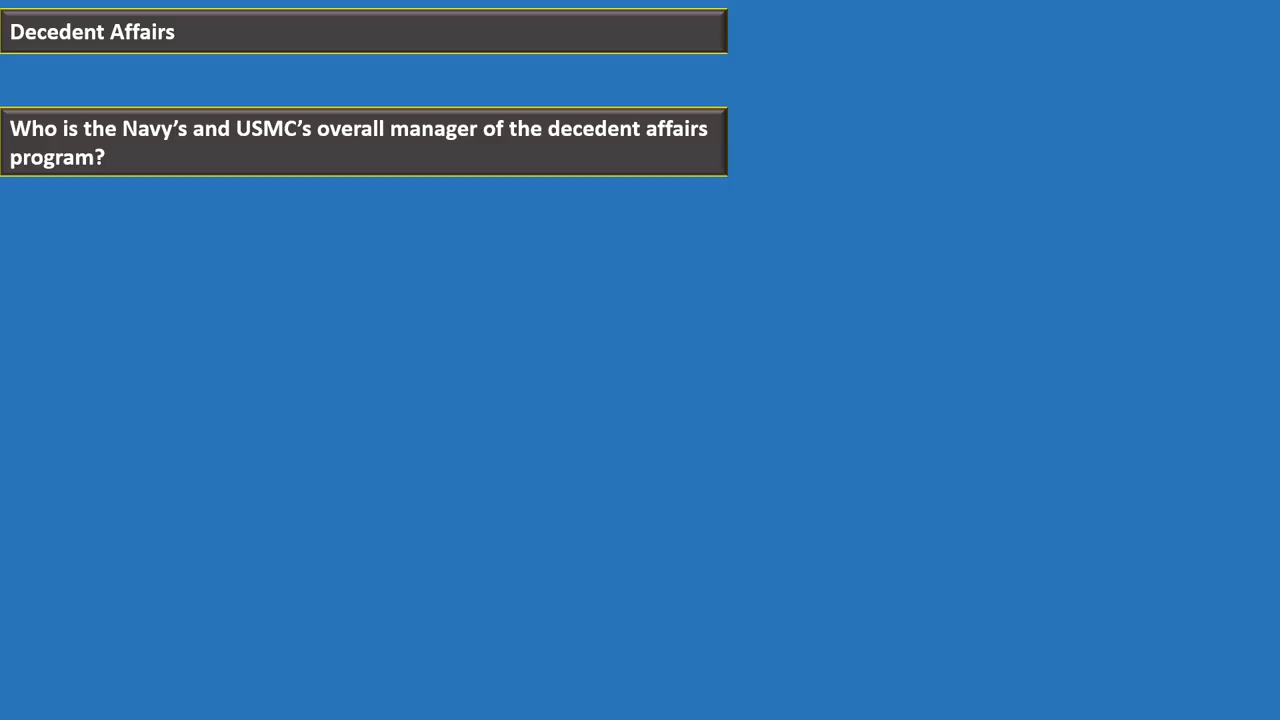 Decedent Affairs
Who is the Navy’s and USMC’s overall manager of the decedent affairs
program?